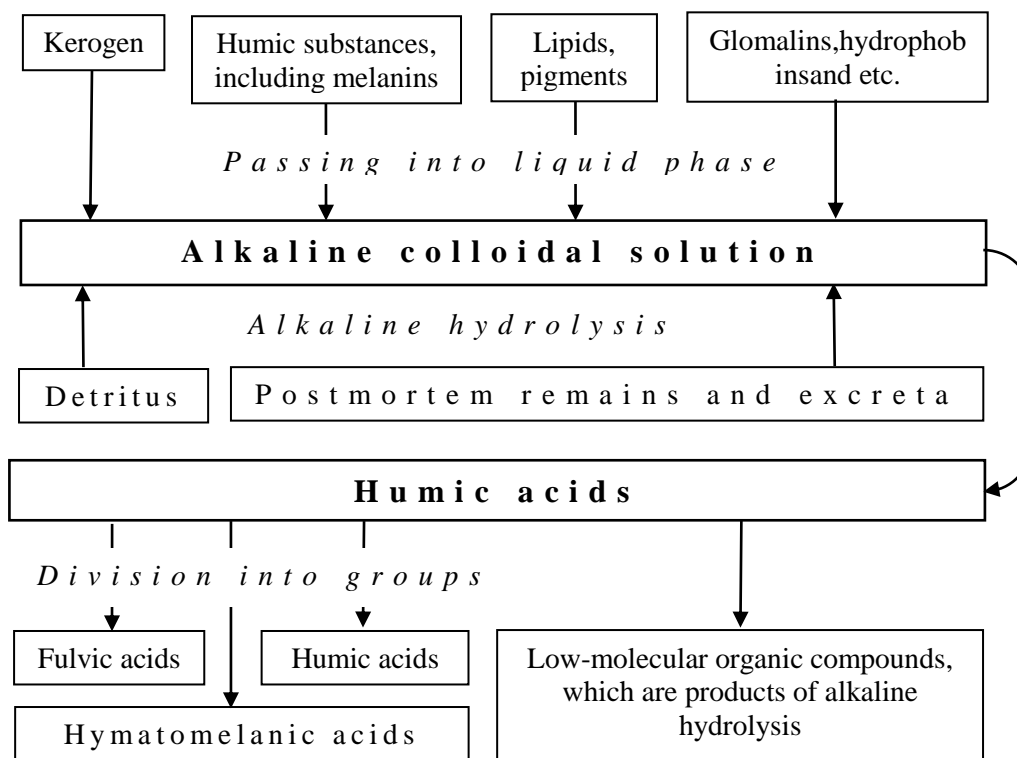 Kerogen
Humic substances,
including melanins
Lipids,
pigments
Glomalins,hydrophob
insand etc.
Passing into liquid phase
Alkaline colloidal solution
Alkaline hydrolysis
Detritus
Postmortem remains and excreta
Humic acids
Division into groups
Fulvic acids
Humic acids
Low-molecular organic compounds,
which are products of alkaline
hydrolysis
Hymatomelanic acids